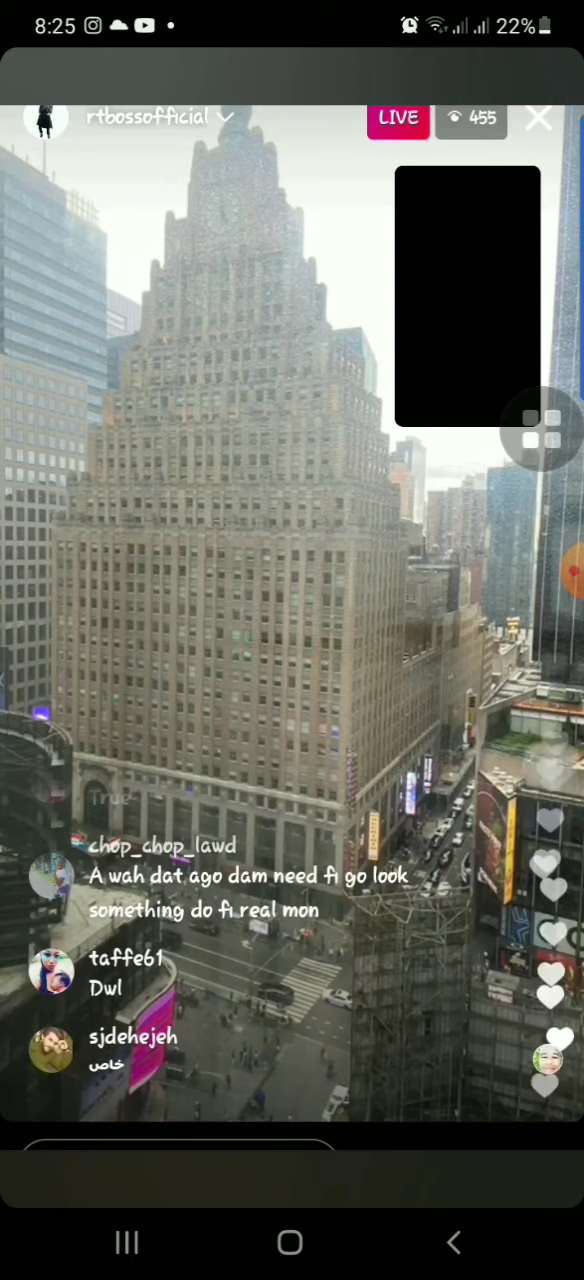 8:25
22%
rtbossofficial
LIVE
455
True
chop_chop_lawd
A wah dat ago dam need fi go look
something do fi real mon
taffe61
Dwl
sjdehejeh
خاص